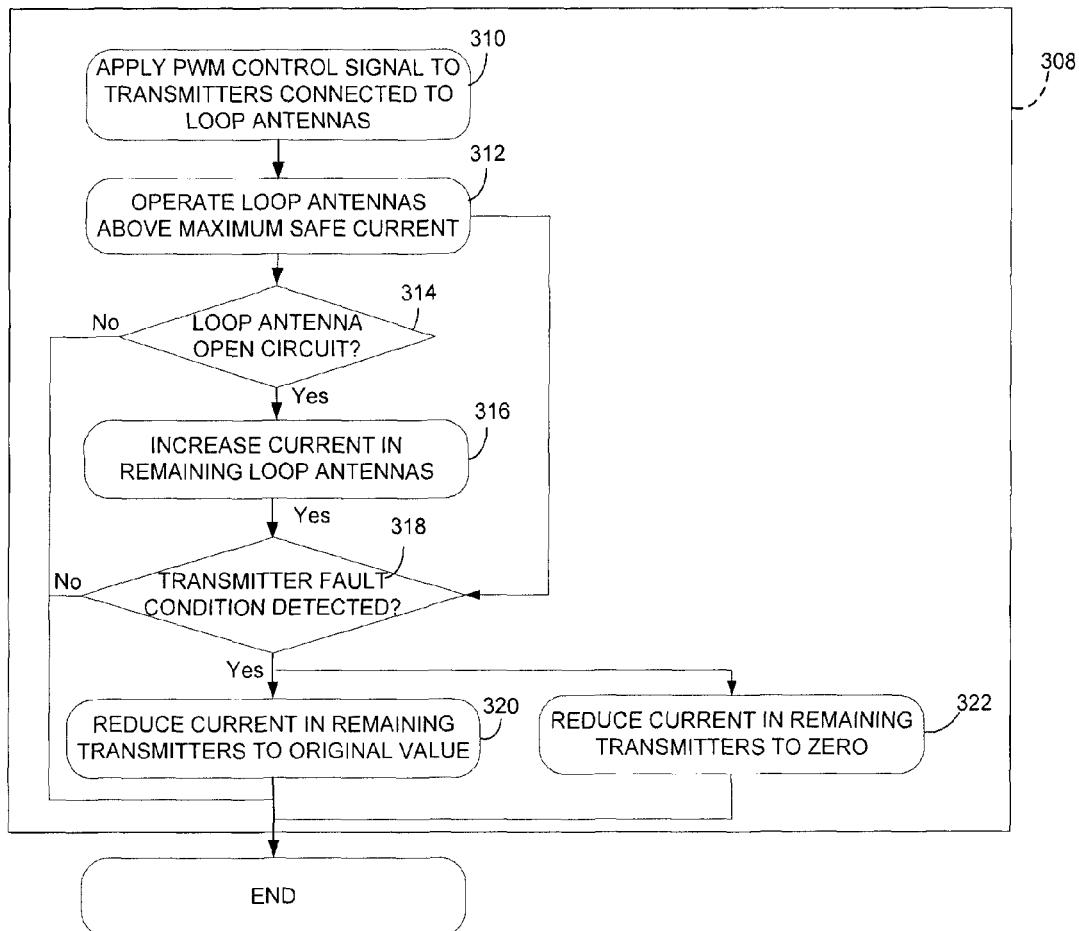 310
APPLY PWM CONTROL SIGNAL TO
TRANSMITTERS CONNECTED TO
LOOP ANTENNAS
308
312
OPERATE LOOP ANTENNAS
ABOVE MAXIMUM SAFE CURRENT
314
No
LOOP ANTENNA
OPEN CIRCUIT?
Yes
316
INCREASE CURRENT IN
REMAINING LOOP ANTENNAS
Yes
318
No
TRANSMITTER FAULT
CONDITION DETECTED?
Yes
320
REDUCE CURRENT IN REMAINING
TRANSMITTERS TO ORIGINAL VALUE
322
REDUCE CURRENT IN REMAINING
TRANSMITTERS TO ZERO
END